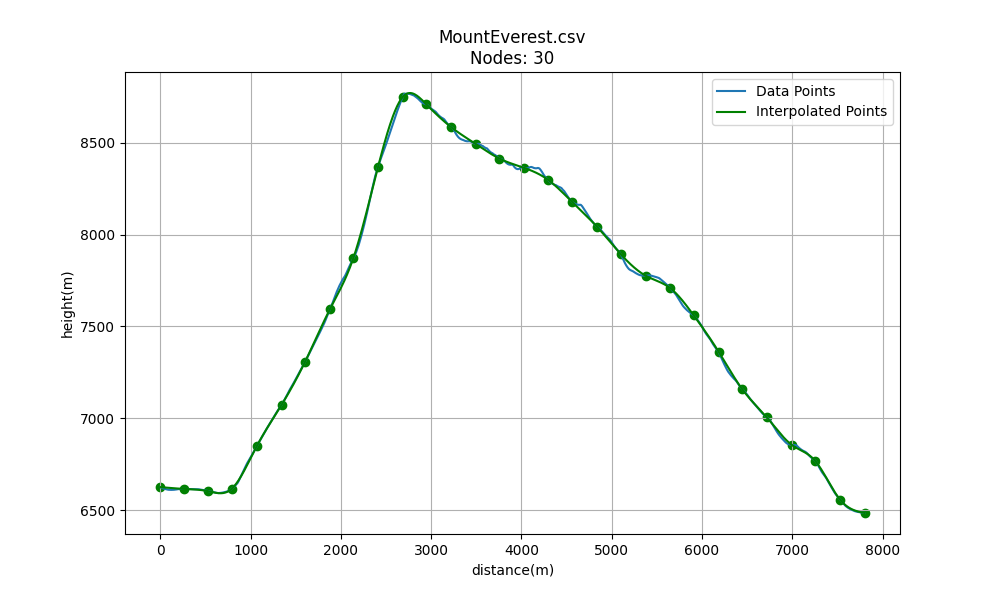 MountEverest.csv
Nodes: 30
Data Points
Interpolated Points
height(m)
8500
8000
7500
7000
6500
0 1000 2000 3000 4000 5000 6000 7000 8000
distance(m)